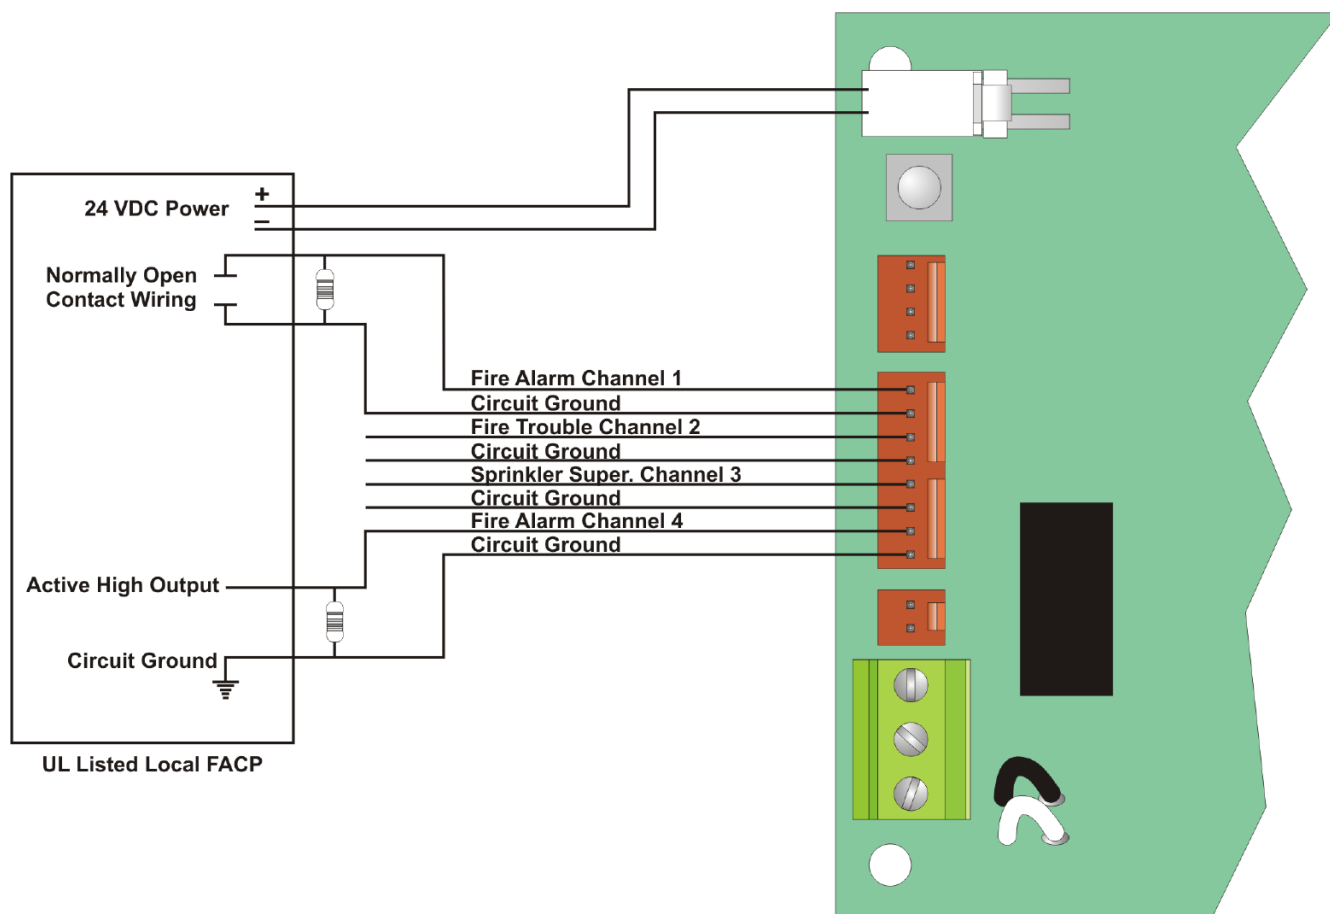 +
24 VDC Power
–
Normally Open
Contact Wiring
Fire Alarm Channel 1
Circuit Ground
Fire Trouble Channel 2
Circuit Ground
Sprinkler Super. Channel 3
Circuit Ground
Fire Alarm Channel 4
Circuit Ground
Active High Output
Circuit Ground
UL Listed Local FACP